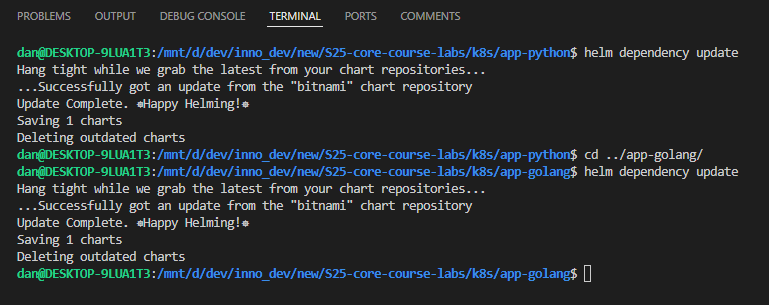 PROBLEMS OUTPUT DEBUG CONSOLE TERMINAL PORTS COMMENTS
dan@DESKTOP-9LUA1T3:/mnt/d/dev/inno_dev/new/S25-core-course-labs/k8s/app-python$ helm dependency update
Hang tight while we grab the latest from your chart repositories...
...Successfully got an update from the "bitnami" chart repository
Update Complete. ⎈Happy Helming!⎈
Saving 1 charts
Deleting outdated charts
dan@DESKTOP-9LUA1T3:/mnt/d/dev/inno_dev/new/S25-core-course-labs/k8s/app-python$ cd ../app-golang/
dan@DESKTOP-9LUA1T3:/mnt/d/dev/inno_dev/new/S25-core-course-labs/k8s/app-golang$ helm dependency update
Hang tight while we grab the latest from your chart repositories...
...Successfully got an update from the "bitnami" chart repository
Update Complete. ⎈Happy Helming!⎈
Saving 1 charts
Deleting outdated charts
dan@DESKTOP-9LUA1T3:/mnt/d/dev/inno_dev/new/S25-core-course-labs/k8s/app-golang$